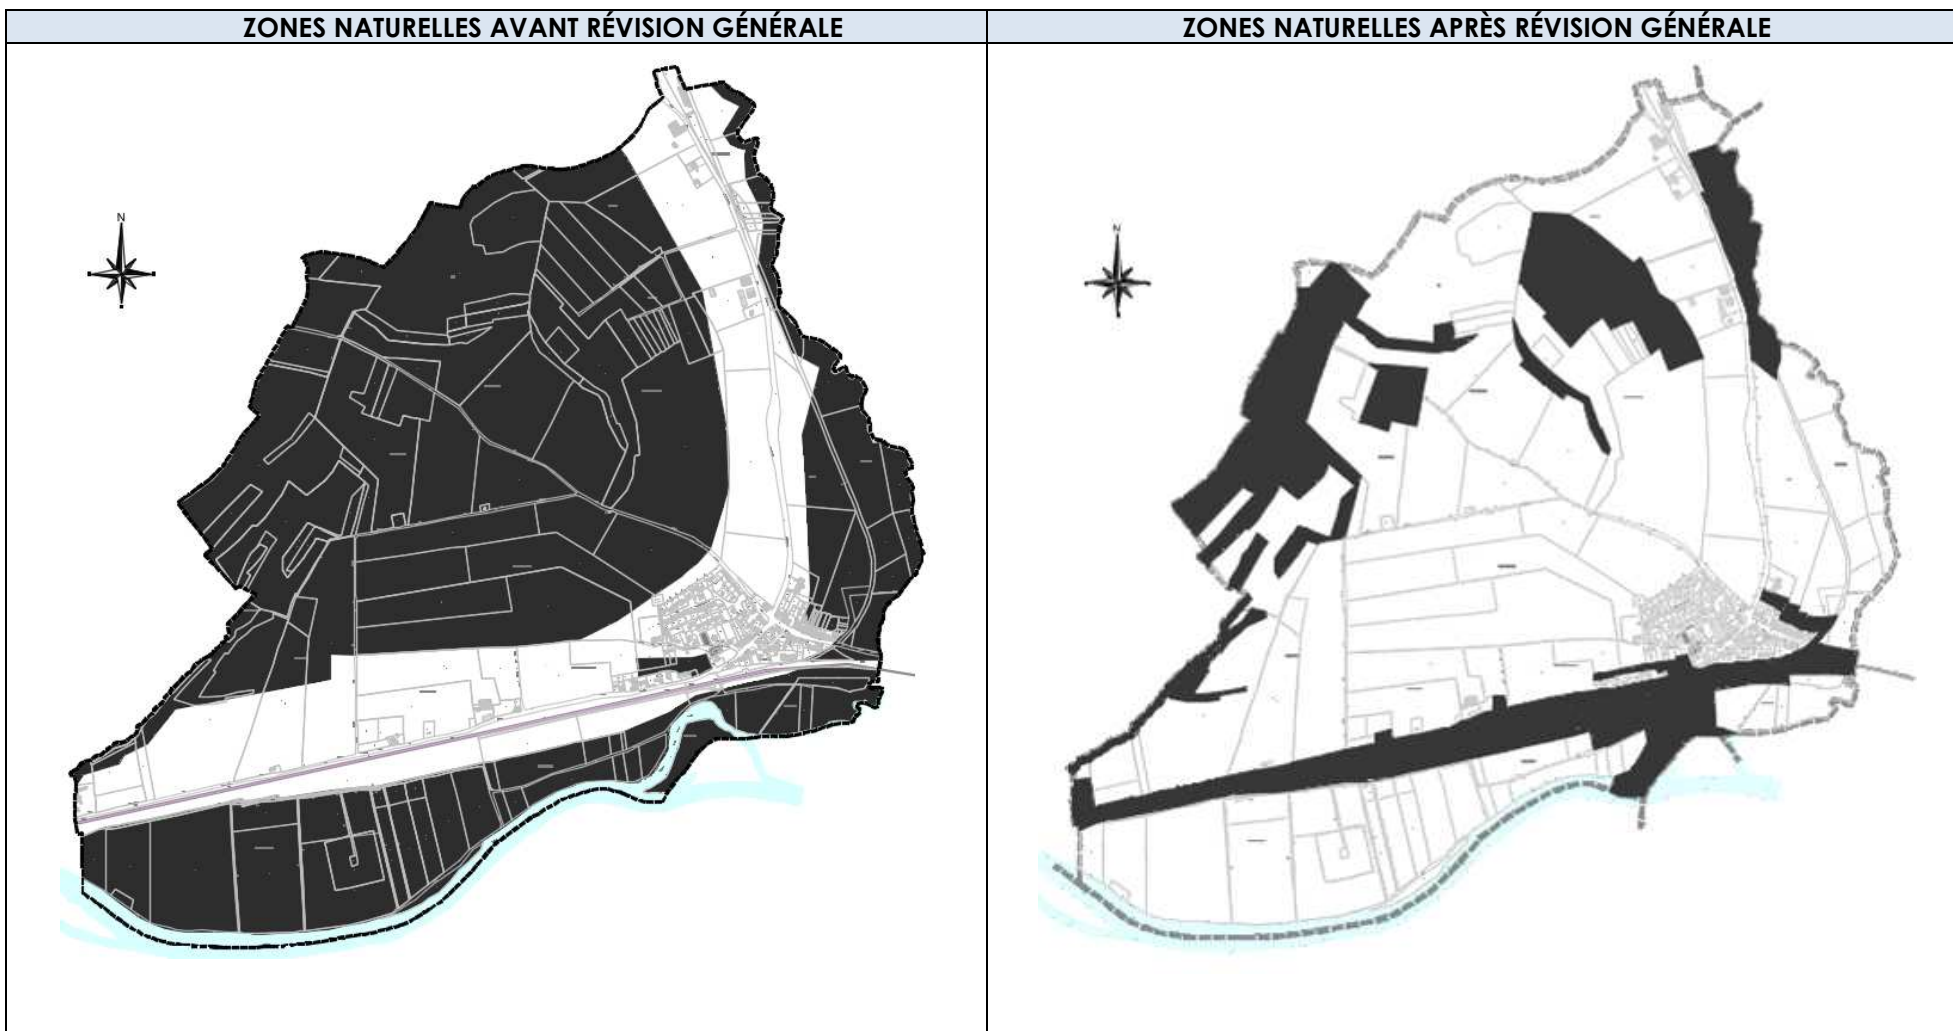 ZONES NATURELLES AVANT RÉVISION GÉNÉRALE
ZONES NATURELLES APRÈS RÉVISION GÉNÉRALE
N
N